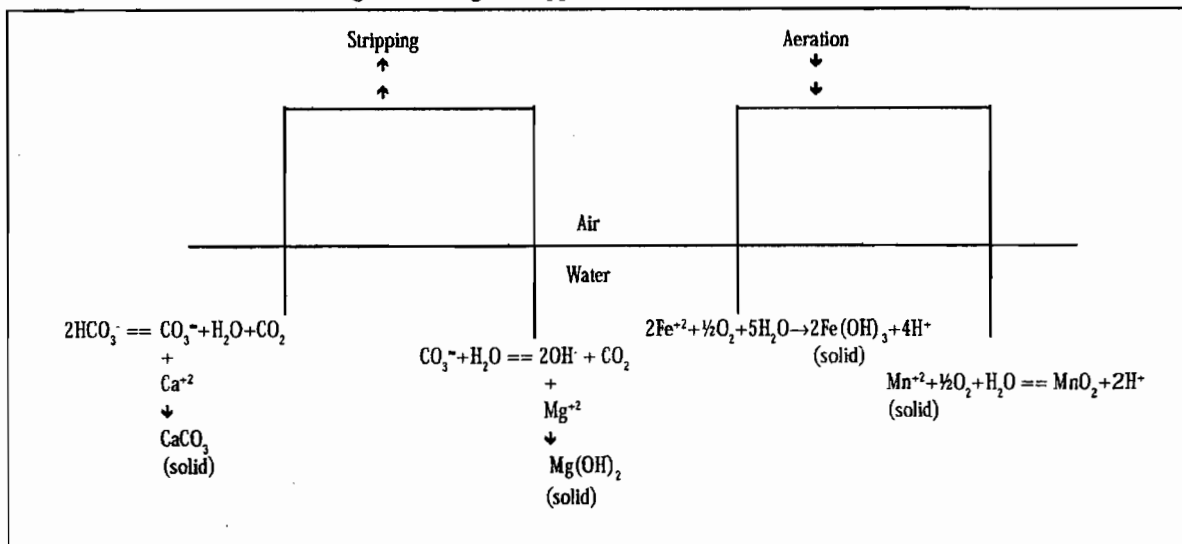 Stripping
Aeration
Air
Water
2HCO₃⁻ == CO₃⁼+H₂O+CO₂
+
Ca⁺²
CaCO₃
(solid)
CO₃⁼+H₂O == 2OH⁻ + CO₂
+
Mg⁺²
Mg(OH)₂
(solid)
2Fe⁺²+½O₂+5H₂O→2Fe(OH)₃+4H⁺
(solid)
Mn⁺²+½O₂+H₂O == MnO₂+2H⁺
(solid)